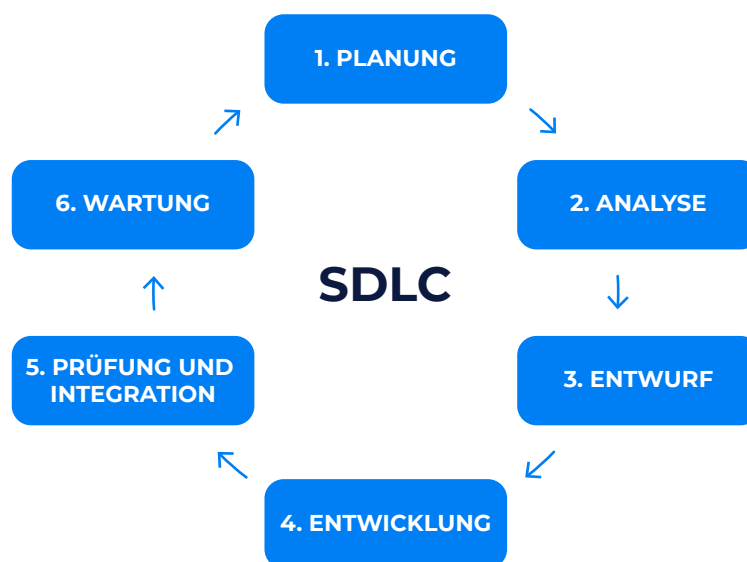 1. PLANUNG
2. ANALYSE
3. ENTWURF
4. ENTWICKLUNG
5. PRÜFUNG UND
INTEGRATION
6. WARTUNG
SDLC